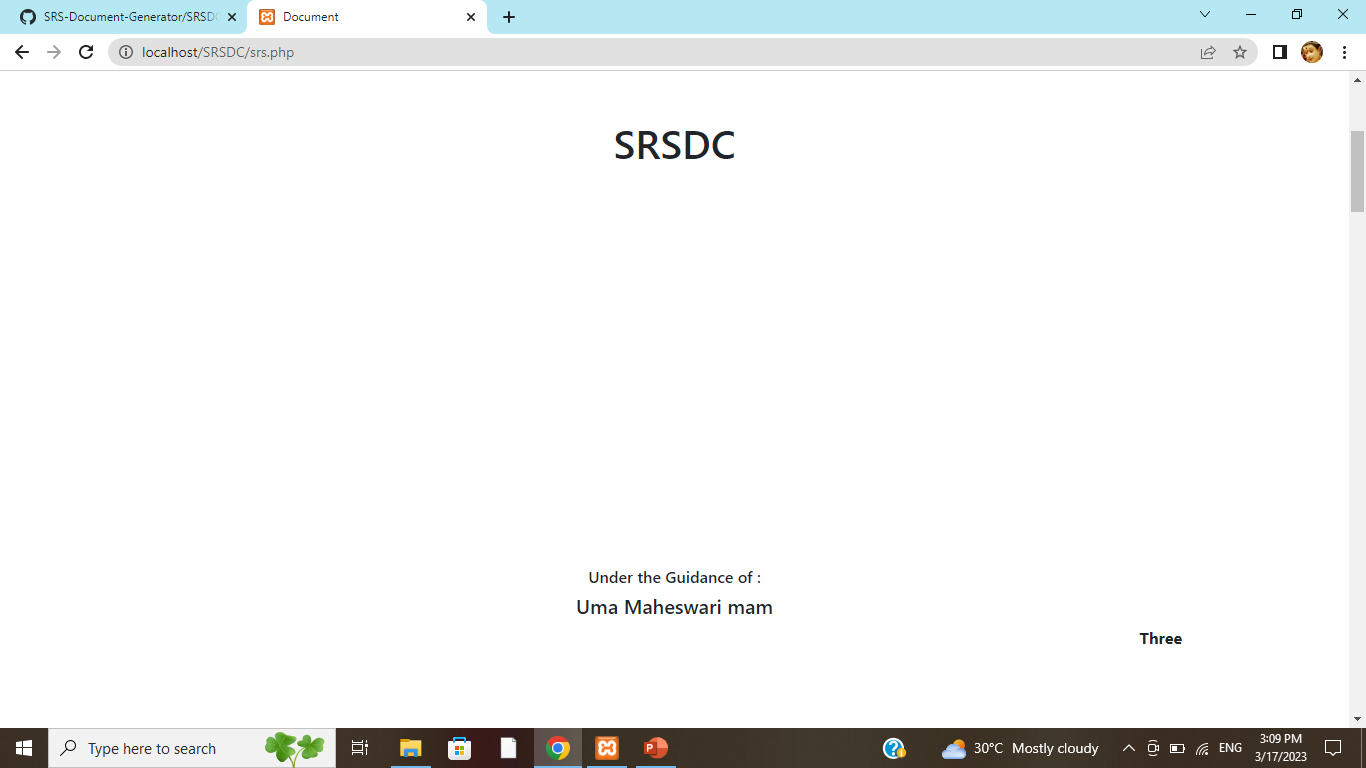 SRS-Document-Generator/SRSDC
Document
localhost/SRSDC/srs.php
SRSDC
Under the Guidance of :
Uma Maheswari mam
Three
Type here to search
30°C Mostly cloudy
ENG
3:09 PM
3/17/2023